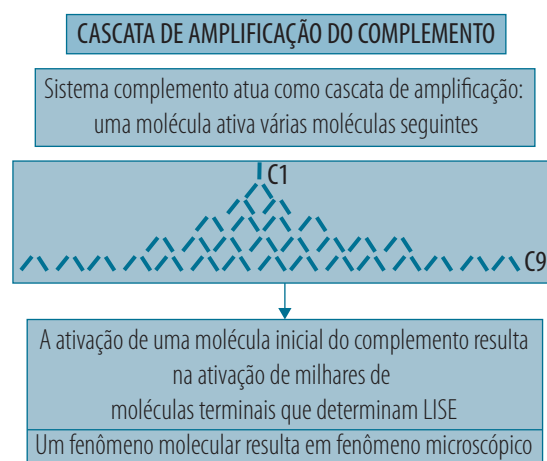 CASCATA DE AMPLIFICAÇÃO DO COMPLEMENTO
Sistema complemento atua como cascata de amplificação:
uma molécula ativa várias moléculas seguintes
C1
C9
A ativação de uma molécula inicial do complemento resulta
na ativação de milhares de
moléculas terminais que determinam LISE
Um fenômeno molecular resulta em fenômeno microscópico